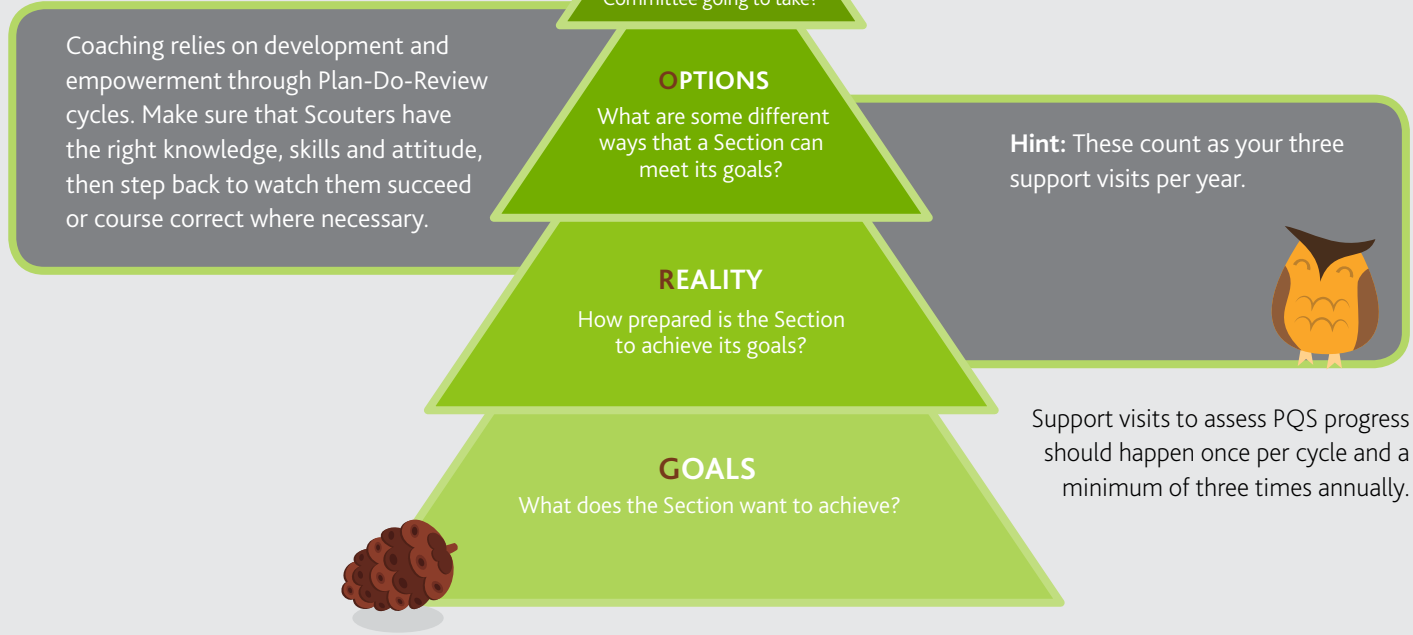 Committee going to take?
Coaching relies on development and
empowerment through Plan-Do-Review
cycles. Make sure that Scouters have
the right knowledge, skills and attitude,
then step back to watch them succeed
or course correct where necessary.
OPTIONS
What are some different
ways that a Section can
meet its goals?
Hint: These count as your three
support visits per year.
REALITY
How prepared is the Section
to achieve its goals?
Support visits to assess PQS progress
should happen once per cycle and a
minimum of three times annually.
GOALS
What does the Section want to achieve?